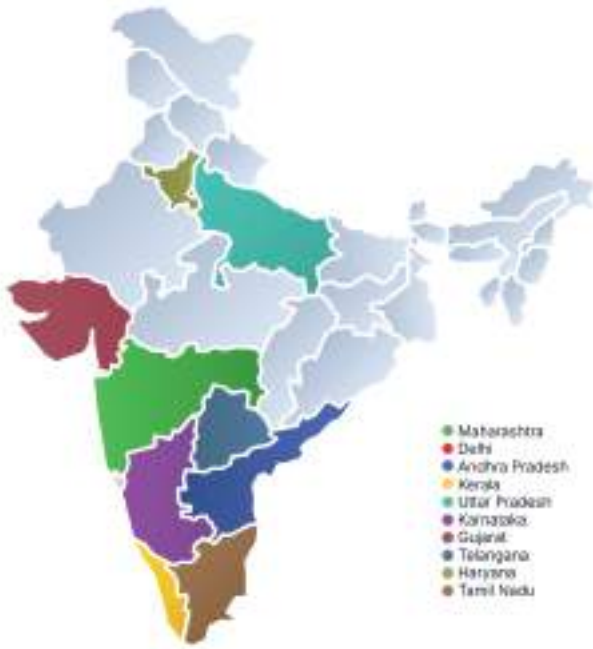 Maharashtra
Delhi
Andhra Pradesh
Kerala
Uttar Pradesh
Karnataka
Gujarat
Telangana
Haryana
Tamil Nadu